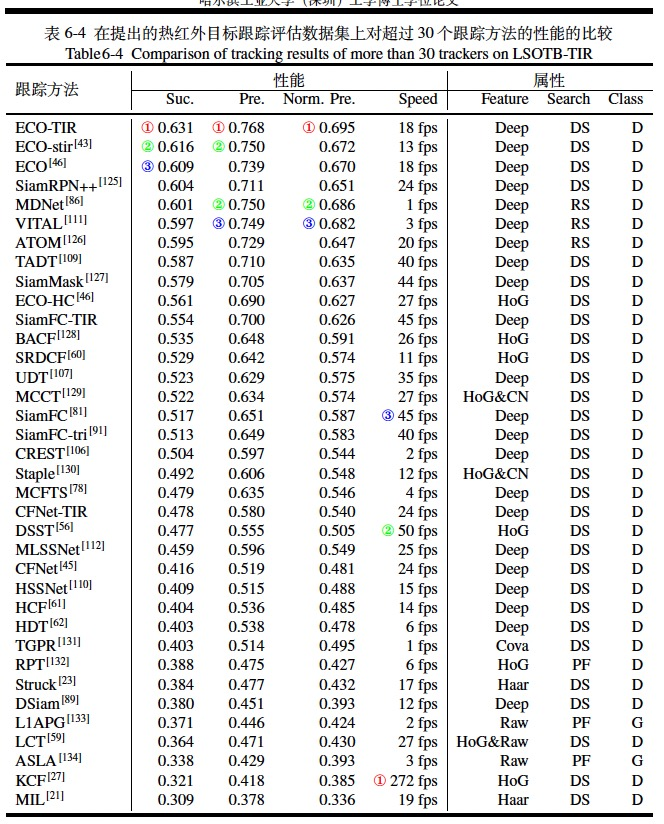 哈尔滨工业大学（深圳）工学博士学位论文
表 6-4 在提出的热红外目标跟踪评估数据集上对超过 30 个跟踪方法的性能的比较
Table6-4 Comparison of tracking results of more than 30 trackers on LSOTB-TIR
跟踪方法 性能 属性
Suc. Pre. Norm. Pre. Speed Feature Search Class
ECO-TIR ① 0.631 ① 0.768 ① 0.695 18 fps Deep DS D
ECO-stir[43] ② 0.616 ② 0.750 0.672 13 fps Deep DS D
ECO[46] ③ 0.609 0.739 0.670 18 fps Deep DS D
SiamRPN++[125] 0.604 0.711 0.651 24 fps Deep DS D
MDNet[86] 0.601 ② 0.750 ② 0.686 1 fps Deep RS D
VITAL[111] 0.597 ③ 0.749 ③ 0.682 3 fps Deep RS D
ATOM[126] 0.595 0.729 0.647 20 fps Deep RS D
TADT[109] 0.587 0.710 0.635 40 fps Deep DS D
SiamMask[127] 0.579 0.705 0.637 44 fps Deep DS D
ECO-HC[46] 0.561 0.690 0.627 27 fps HoG DS D
SiamFC-TIR 0.554 0.700 0.626 45 fps Deep DS D
BACF[128] 0.535 0.648 0.591 26 fps HoG DS D
SRDCF[60] 0.529 0.642 0.574 11 fps HoG DS D
UDT[107] 0.523 0.629 0.575 35 fps Deep DS D
MCCT[129] 0.522 0.634 0.574 27 fps HoG&CN DS D
SiamFC[81] 0.517 0.651 0.587 ③ 45 fps Deep DS D
SiamFC-tri[91] 0.513 0.649 0.583 40 fps Deep DS D
CREST[106] 0.504 0.597 0.544 2 fps Deep DS D
Staple[130] 0.492 0.606 0.548 12 fps HoG&CN DS D
MCFTS[78] 0.479 0.635 0.546 4 fps Deep DS D
CFNet-TIR 0.478 0.580 0.540 24 fps Deep DS D
DSST[56] 0.477 0.555 0.505 ② 50 fps HoG DS D
MLSSNet[112] 0.459 0.596 0.549 25 fps Deep DS D
CFNet[45] 0.416 0.519 0.481 24 fps Deep DS D
HSSNet[110] 0.409 0.515 0.488 15 fps Deep DS D
HCF[61] 0.404 0.536 0.485 14 fps Deep DS D
HDT[62] 0.403 0.538 0.478 6 fps Deep DS D
TGPR[131] 0.403 0.514 0.495 1 fps Cova DS D
RPT[132] 0.388 0.475 0.427 6 fps HoG PF D
Struck[23] 0.384 0.477 0.432 17 fps Haar DS D
DSiam[89] 0.380 0.451 0.393 12 fps Deep DS D
L1APG[133] 0.371 0.446 0.424 2 fps Raw PF G
LCT[59] 0.364 0.471 0.430 27 fps HoG&Raw DS D
ASLA[134] 0.338 0.429 0.393 3 fps Raw PF G
KCF[27] 0.321 0.418 0.385 ① 272 fps HoG DS D
MIL[21] 0.309 0.378 0.336 19 fps Haar DS D